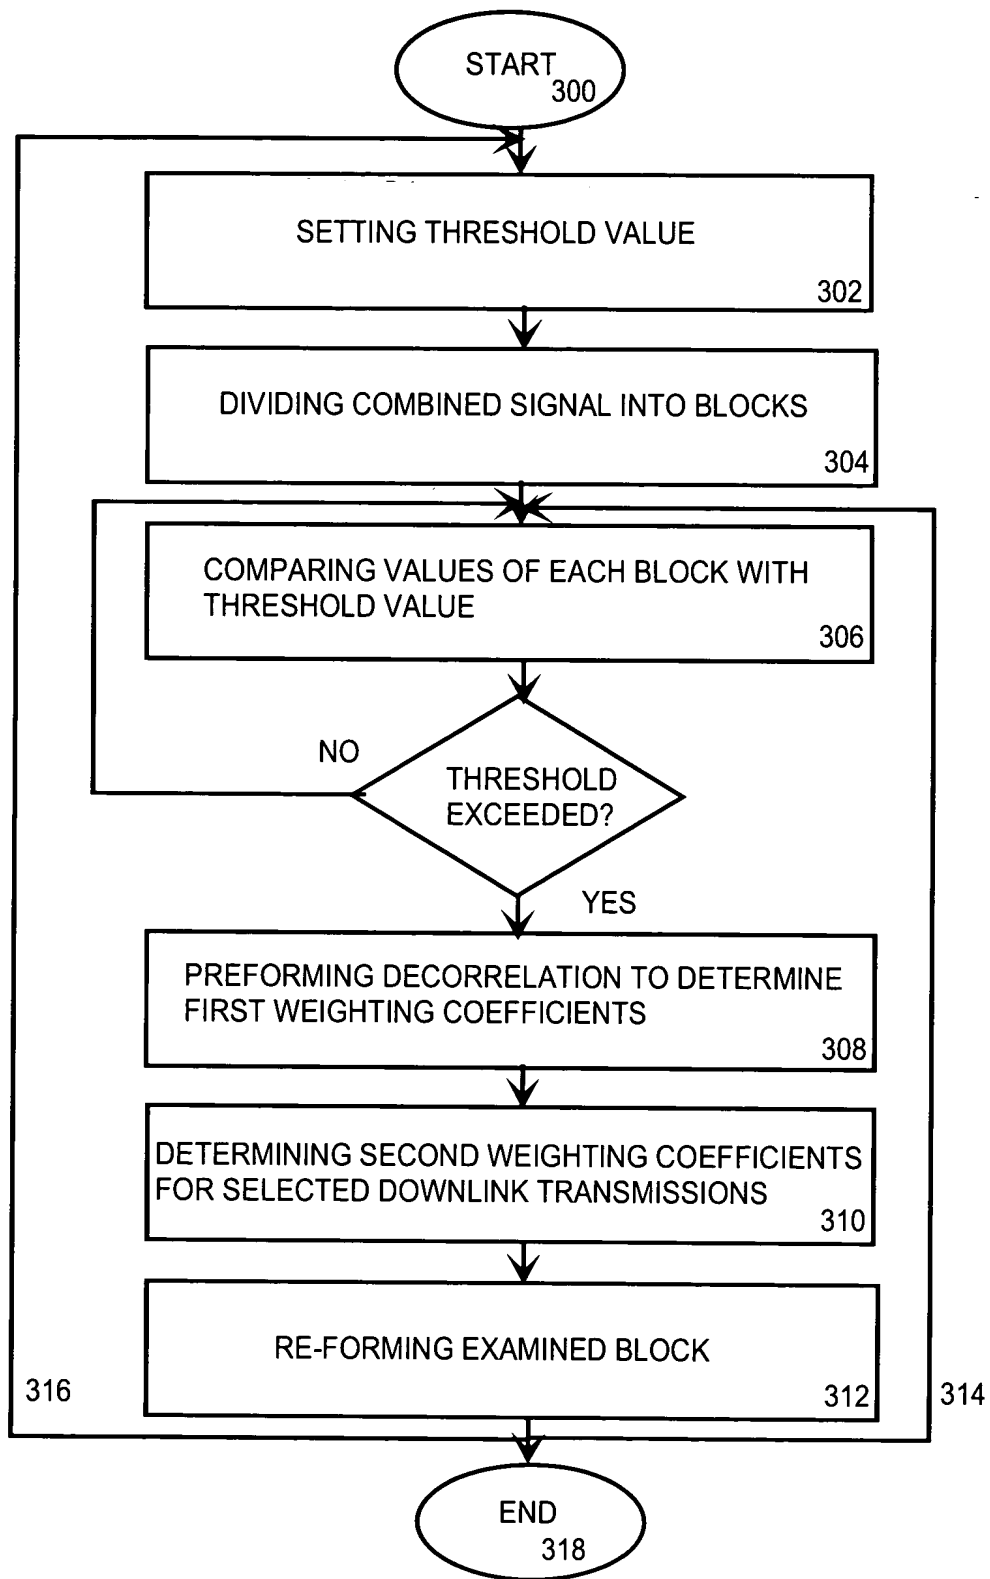 START
300
SETTING THRESHOLD VALUE
302
DIVIDING COMBINED SIGNAL INTO BLOCKS
304
COMPARING VALUES OF EACH BLOCK WITH
THRESHOLD VALUE
306
NO
THRESHOLD
EXCEEDED?
YES
PREFORMING DECORRELATION TO DETERMINE
FIRST WEIGHTING COEFFICIENTS
308
DETERMINING SECOND WEIGHTING COEFFICIENTS
FOR SELECTED DOWNLINK TRANSMISSIONS
310
RE-FORMING EXAMINED BLOCK
312
316
314
END
318